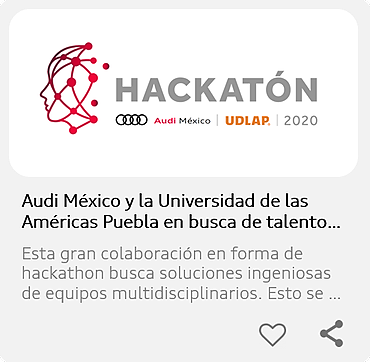 HACKATÓN
Audi México | UDLAP. | 2020
Audi México y la Universidad de las
Américas Puebla en busca de talento...
Esta gran colaboración en forma de
hackathon busca soluciones ingeniosas
de equipos multidisciplinarios. Esto se ...